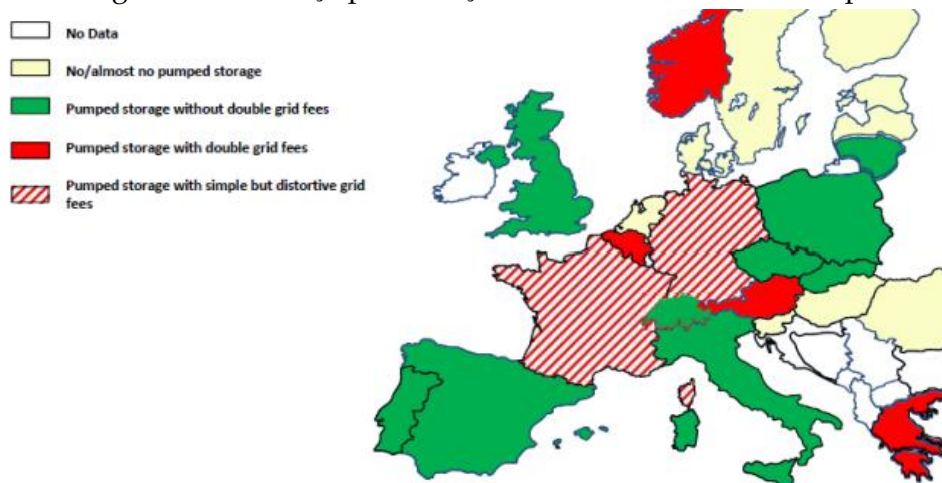 No Data
No/almost no pumped storage
Pumped storage without double grid fees
Pumped storage with double grid fees
Pumped storage with simple but distortive grid
fees